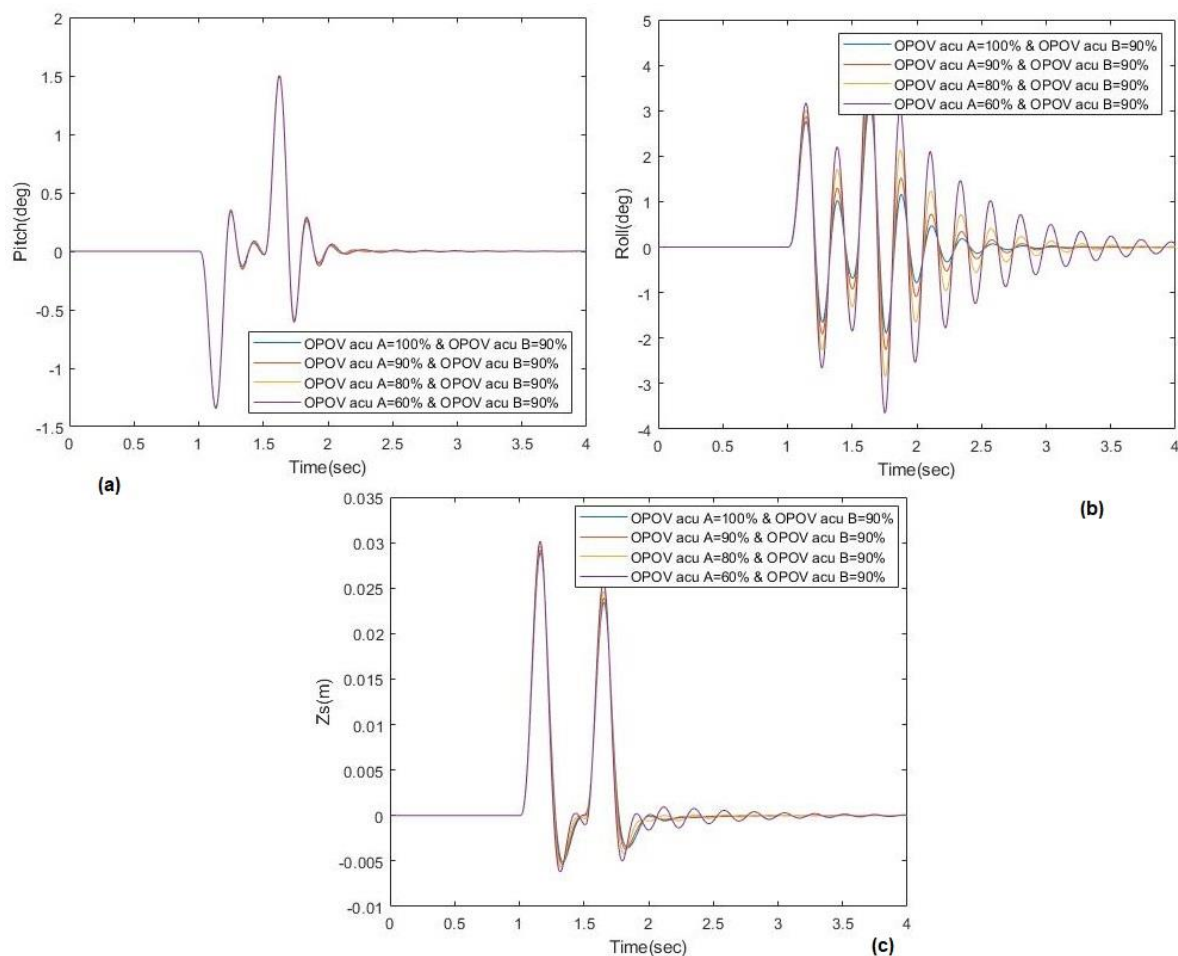 2
1.5
1
0.5
0
-0.5
-1
-1.5
Pitch(deg)
OPOV acu A=100% & OPOV acu B=90%
OPOV acu A=90% & OPOV acu B=90%
OPOV acu A=80% & OPOV acu B=90%
OPOV acu A=60% & OPOV acu B=90%
0 0.5 1 1.5 2 2.5 3 3.5 4
Time(sec)
(a)
5
4
3
2
1
0
-1
-2
-3
-4
Roll(deg)
OPOV acu A=100% & OPOV acu B=90%
OPOV acu A=90% & OPOV acu B=90%
OPOV acu A=80% & OPOV acu B=90%
OPOV acu A=60% & OPOV acu B=90%
0 0.5 1 1.5 2 2.5 3 3.5 4
Time(sec)
(b)
0.035
0.03
0.025
0.02
0.015
0.01
0.005
0
-0.005
-0.01
Zs(m)
OPOV acu A=100% & OPOV acu B=90%
OPOV acu A=90% & OPOV acu B=90%
OPOV acu A=80% & OPOV acu B=90%
OPOV acu A=60% & OPOV acu B=90%
0 0.5 1 1.5 2 2.5 3 3.5 4
Time(sec)
(c)